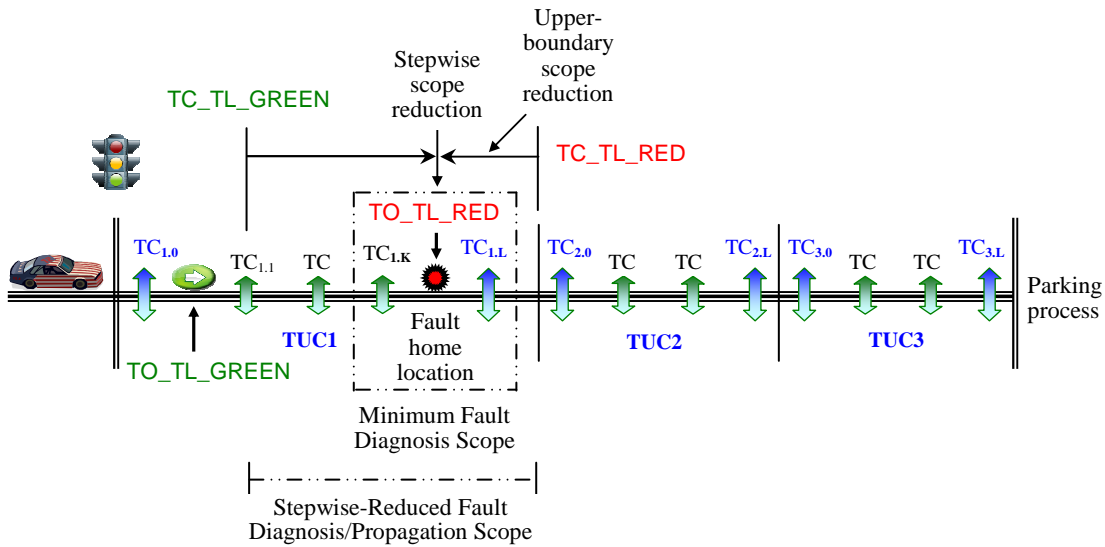 Upper-
boundary
scope
reduction
Stepwise
scope
reduction
TC_TL_GREEN
TC_TL_RED
TO_TL_RED
TC1.0
TC1.1
TC
TC1.K
TC1.L
TC2.0
TC
TC
TC2.L
TC3.0
TC
TC
TC3.L
Parking
process
TUC1
Fault
home
location
TUC2
TUC3
TO_TL_GREEN
Minimum Fault
Diagnosis Scope
Stepwise-Reduced Fault
Diagnosis/Propagation Scope